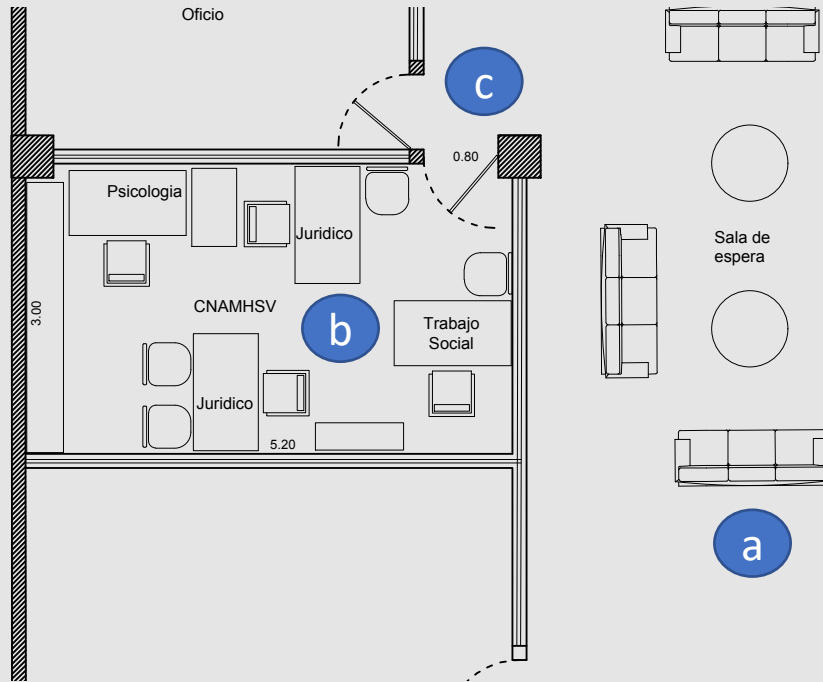 Oficio
c
0.80
Psicologia
Juridico
Sala de
espera
3.00
CNAMHSV
b
Trabajo
Social
Juridico
5.20
a